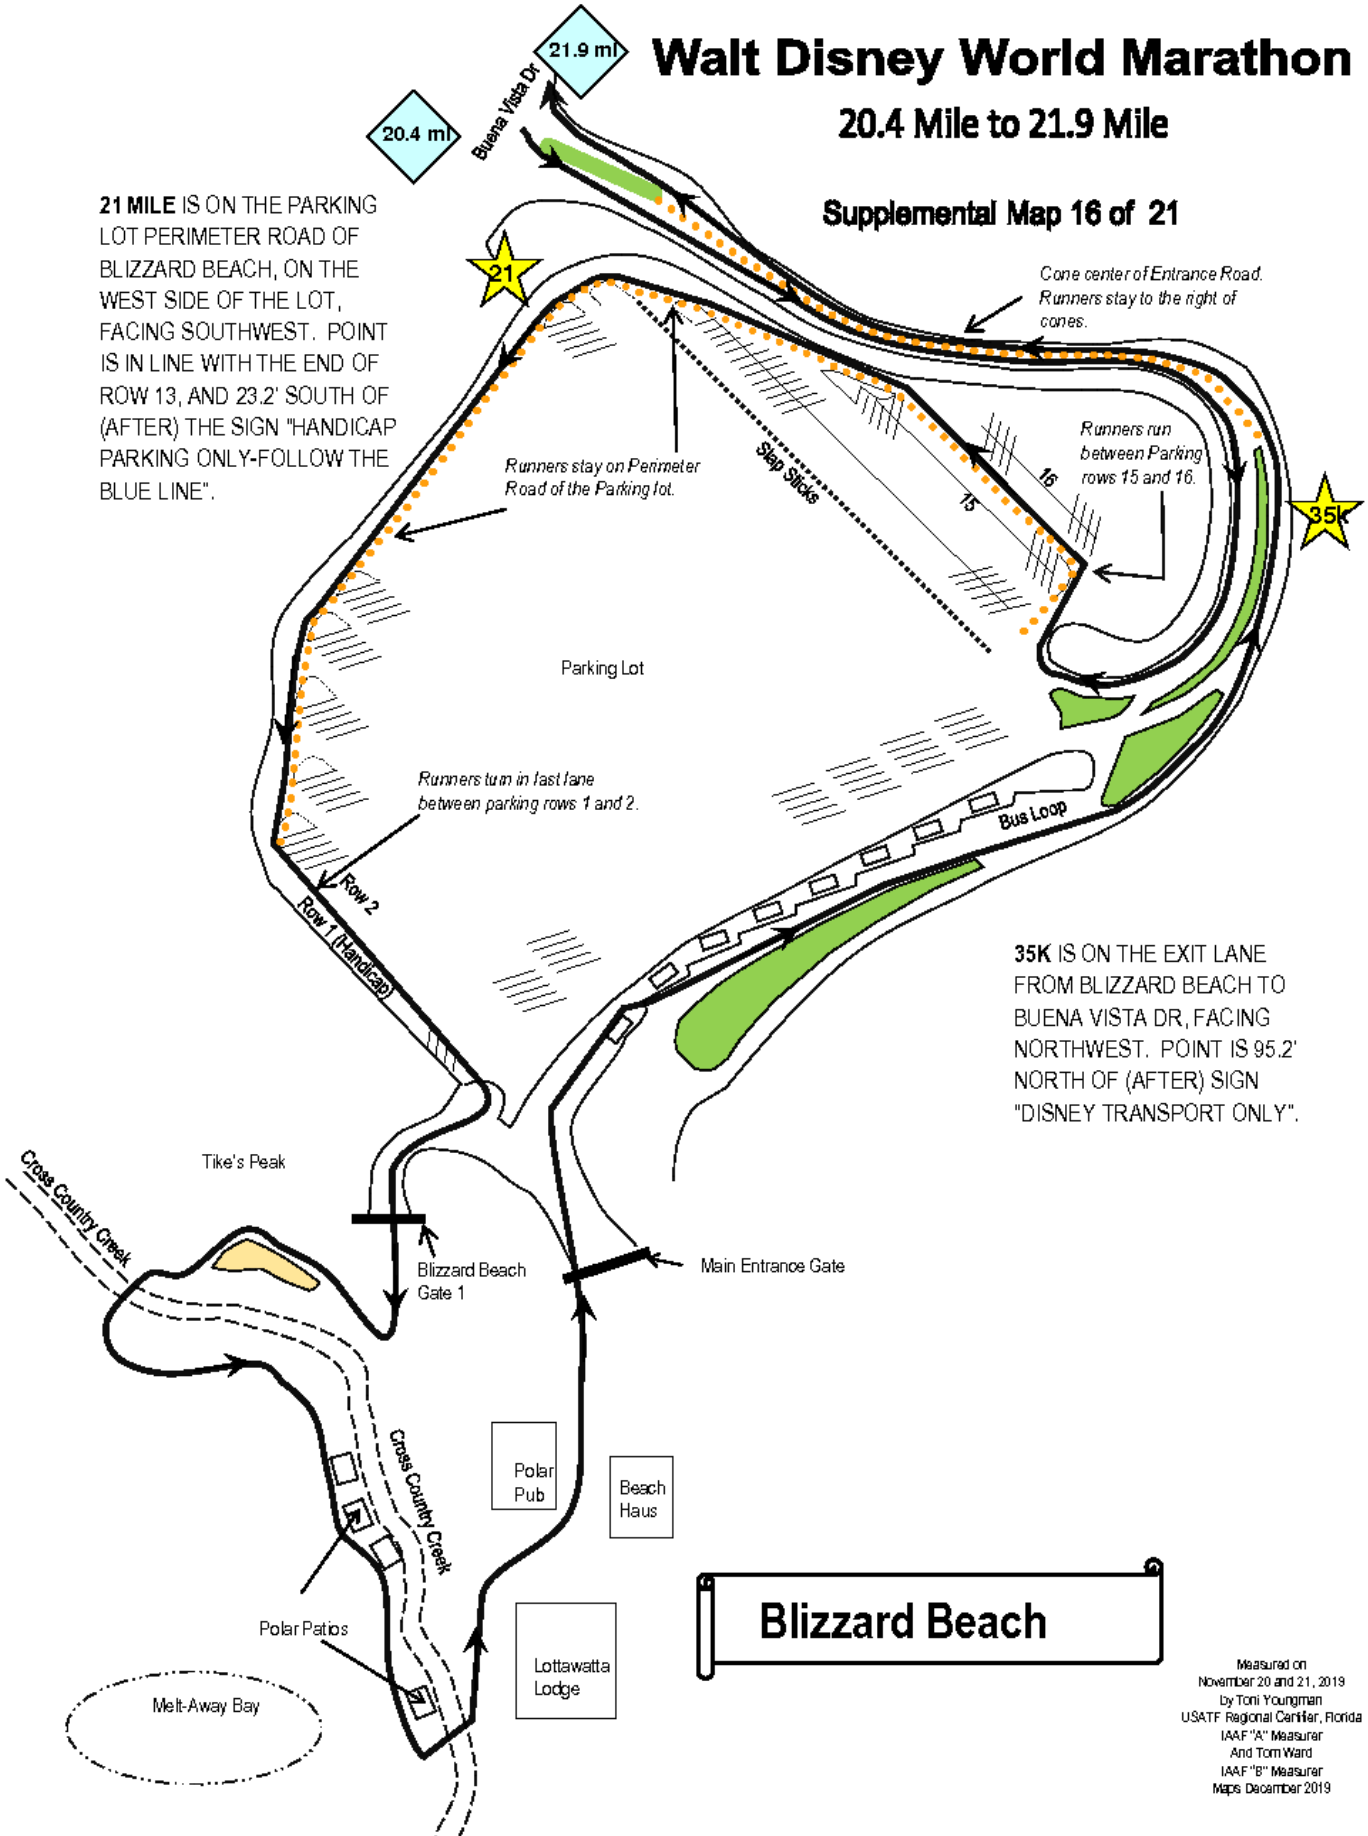 Walt Disney World Marathon
20.4 Mile to 21.9 Mile
Supplemental Map 16 of 21
21.9 mi
20.4 mi
Buena Vista Dr
21 MILE IS ON THE PARKING
LOT PERIMETER ROAD OF
BLIZZARD BEACH, ON THE
WEST SIDE OF THE LOT,
FACING SOUTHWEST. POINT
IS IN LINE WITH THE END OF
ROW 13, AND 23.2' SOUTH OF
(AFTER) THE SIGN "HANDICAP
PARKING ONLY-FOLLOW THE
BLUE LINE".
21
Cone center of Entrance Road.
Runners stay to the right of
cones.
Runners run
between Parking
rows 15 and 16.
Runners stay on Perimeter
Road of the Parking lot.
Slap Sticks
15
16
35k
Parking Lot
Runners turn in last lane
between parking rows 1 and 2.
Bus Loop
Row 2
Row 1 (Handicap)
35K IS ON THE EXIT LANE
FROM BLIZZARD BEACH TO
BUENA VISTA DR, FACING
NORTHWEST. POINT IS 95.2'
NORTH OF (AFTER) SIGN
"DISNEY TRANSPORT ONLY".
Tike's Peak
Cross Country Creek
Blizzard Beach
Gate 1
Main Entrance Gate
Cross Country Creek
Polar
Pub
Beach
Haus
Polar Patios
Lottawatta
Lodge
Melt-Away Bay
Blizzard Beach
Measured on
November 20 and 21, 2019
by Toni Youngman
USATF Regional Certifier, Florida
IAAF "A" Measurer
And Tom Ward
IAAF "B" Measurer
Maps December 2019